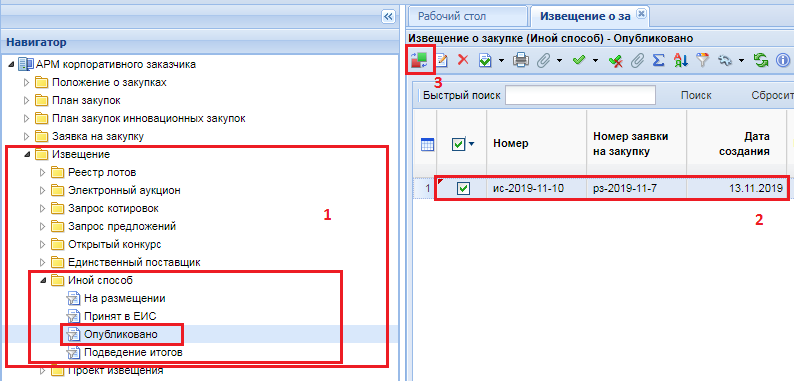 Рабочий стол
Извещение о за
Навигатор
Извещение о закупке (Иной способ) - Опубликовано
АРМ корпоративного заказчика
Положение о закупках
План закупок
План закупок инновационных закупок
Заявка на закупку
Извещение
Реестр лотов
Электронный аукцион
Запрос котировок
Запрос предложений
Открытый конкурс
Единственный поставщик
Иной способ
На размещении
Принят в ЕИС
Опубликовано
Подведение итогов
Проект извещения
1
3
Быстрый поиск
Поиск
Сбросит
Номер
Номер заявки
на закупку
Дата
создания
1
ис-2019-11-10
ps-2019-11-7
13.11.2019
2